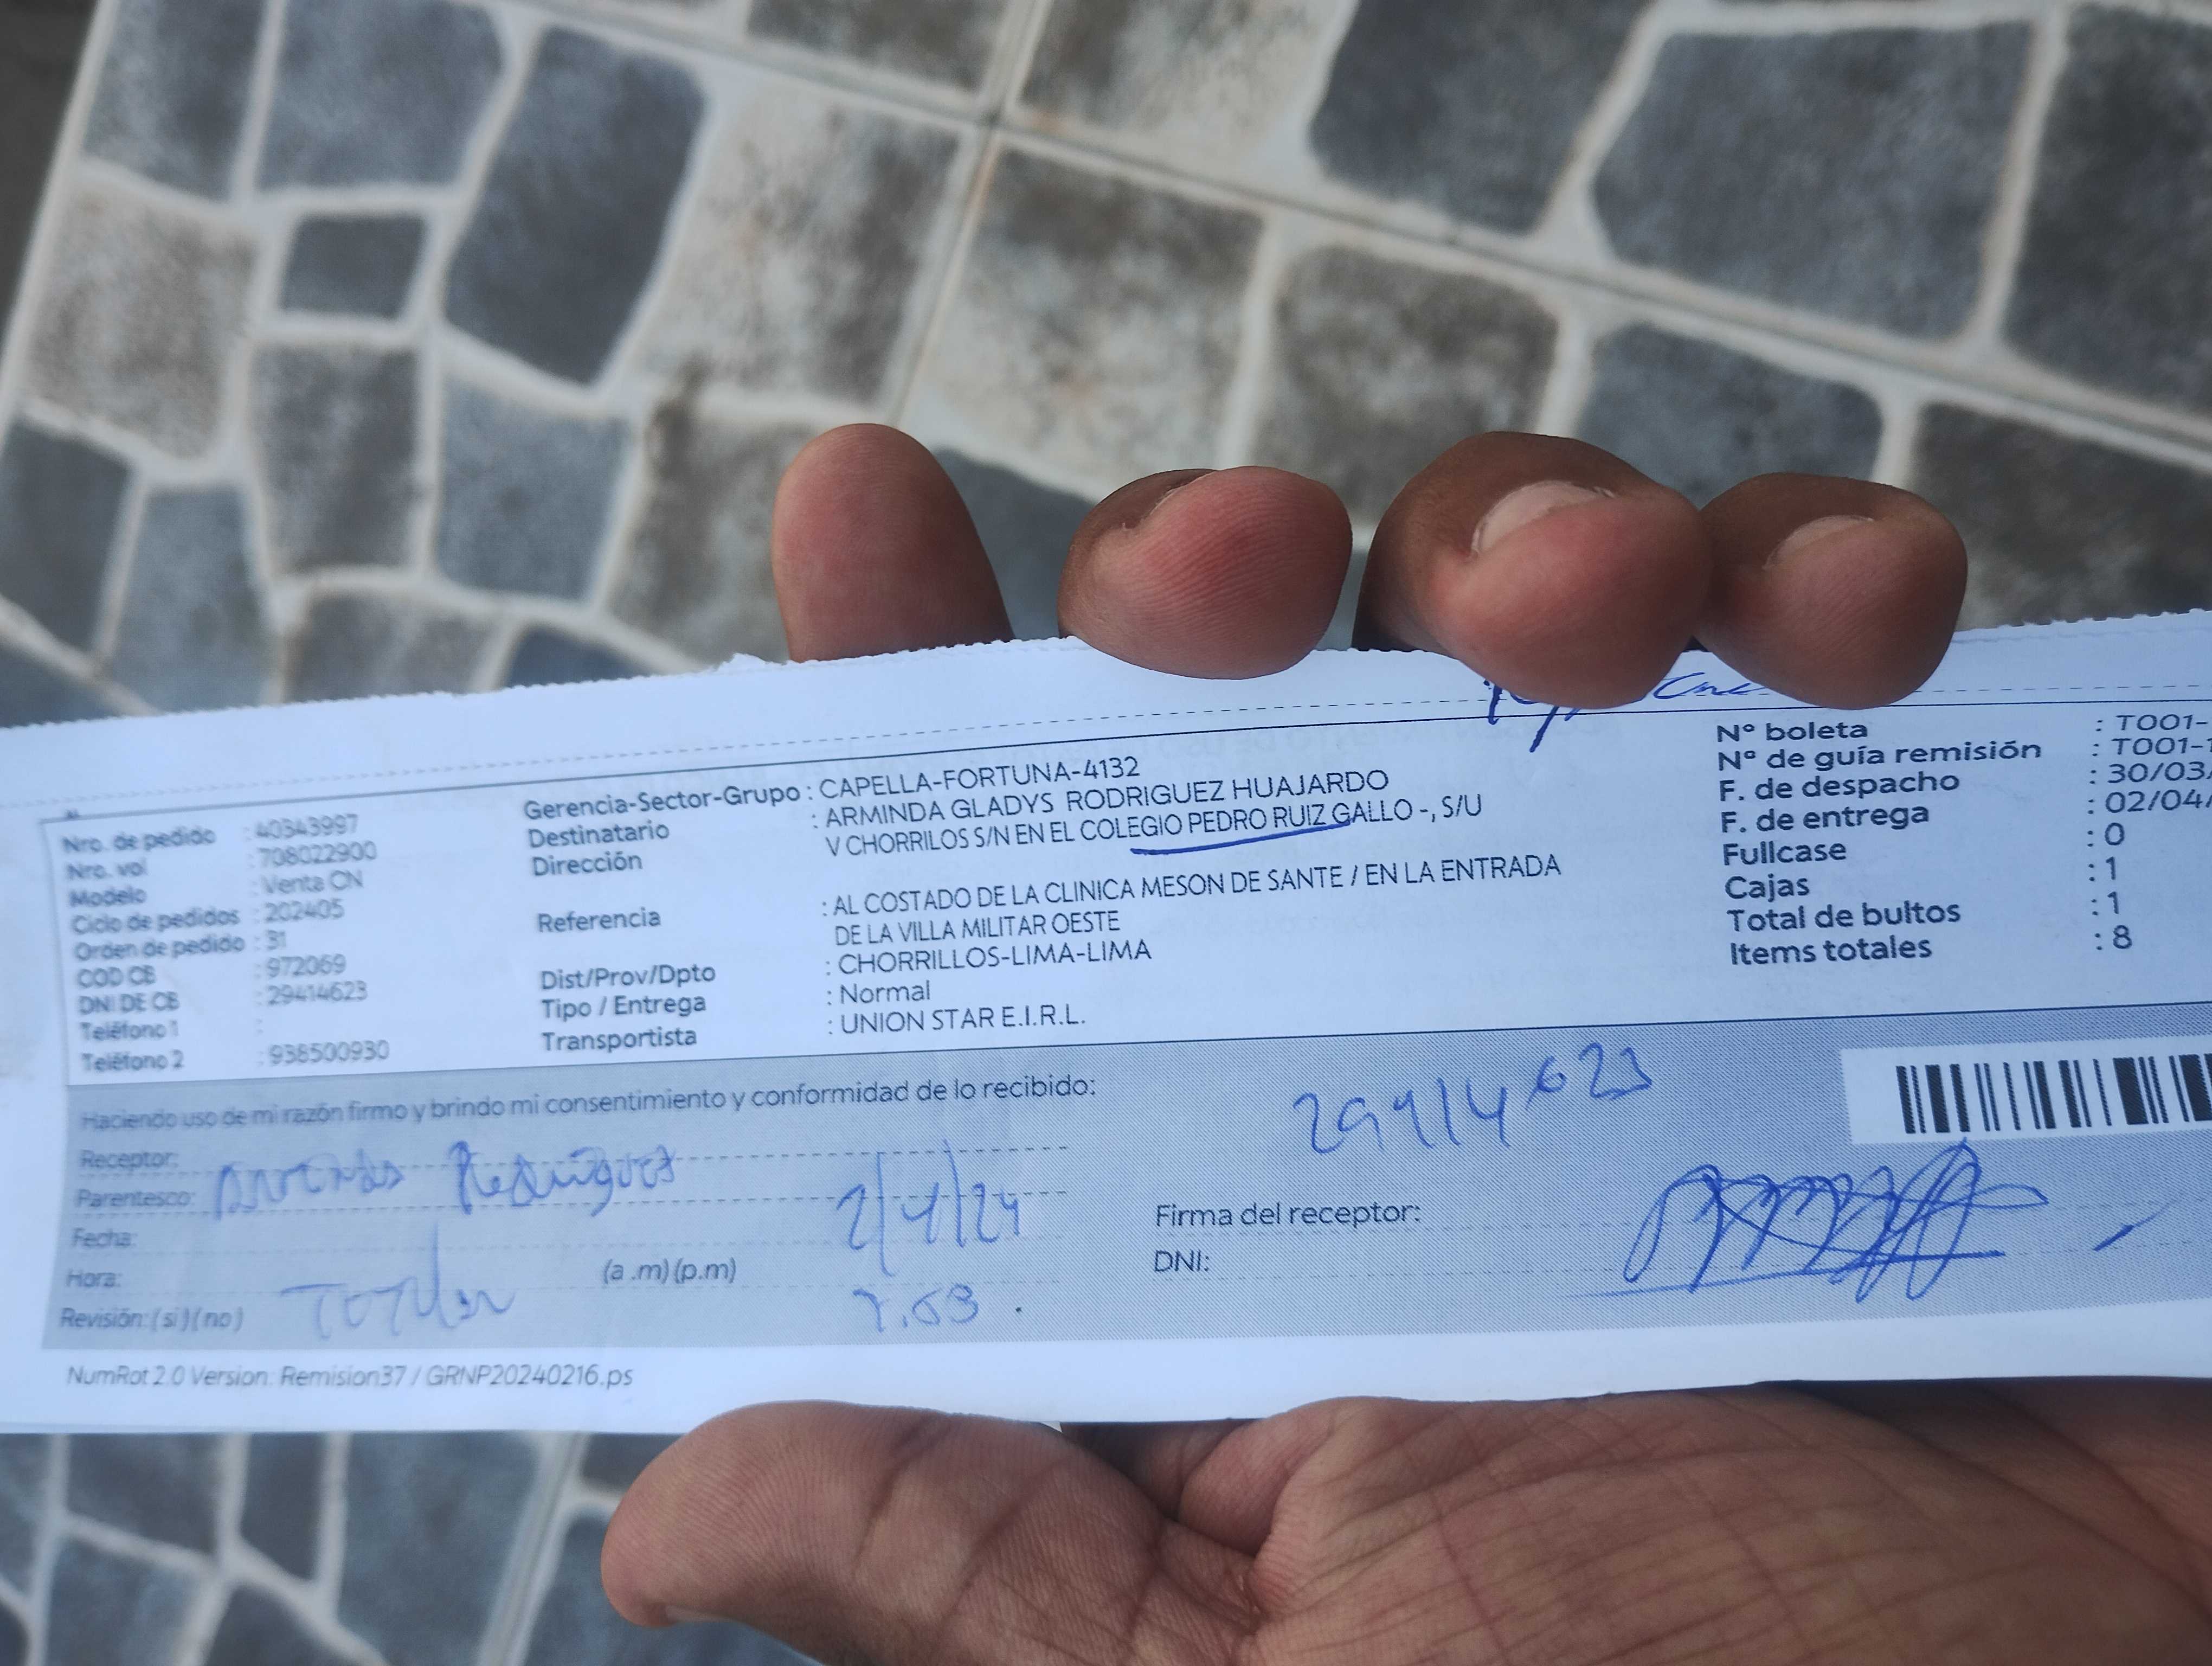 Nro. de pedido : 40343997
Nro. vol : 708022900
Modelo : Venta CN
Ciclo de pedidos : 202405
Orden de pedido : 31
COD CB : 972069
DNI DE CB : 29414623
Teléfono 1 :
Teléfono 2 : 938500930
Gerencia-Sector-Grupo : CAPELLA-FORTUNA-4132
Destinatario : ARMINDA GLADYS RODRIGUEZ HUAJARDO
Dirección V CHORRILOS S/N EN EL COLEGIO PEDRO RUIZ GALLO -, S/U
Referencia : AL COSTADO DE LA CLINICA MESON DE SANTE / EN LA ENTRADA
DE LA VILLA MILITAR OESTE
Dist/Prov/Dpto : CHORRILLOS-LIMA-LIMA
Tipo / Entrega : Normal
Transportista : UNION STAR E.I.R.L.
N° boleta : T001-
N° de guía remisión : T001-1
F. de despacho : 30/03/
F. de entrega : 02/04/
Fullcase : 0
Cajas : 1
Total de bultos : 1
Items totales : 8
Haciendo uso de mi razón firmo y brindo mi consentimiento y conformidad de lo recibido:
29414623
Receptor:
Parentesco:
Rodriguez
Fecha: 2/4/24
Hora: (a .m) (p.m)
Revisión: ( si ) ( no )
Firma del receptor:
DNI:
NumRot 2.0 Version: Remision37 / GRNP20240216.ps